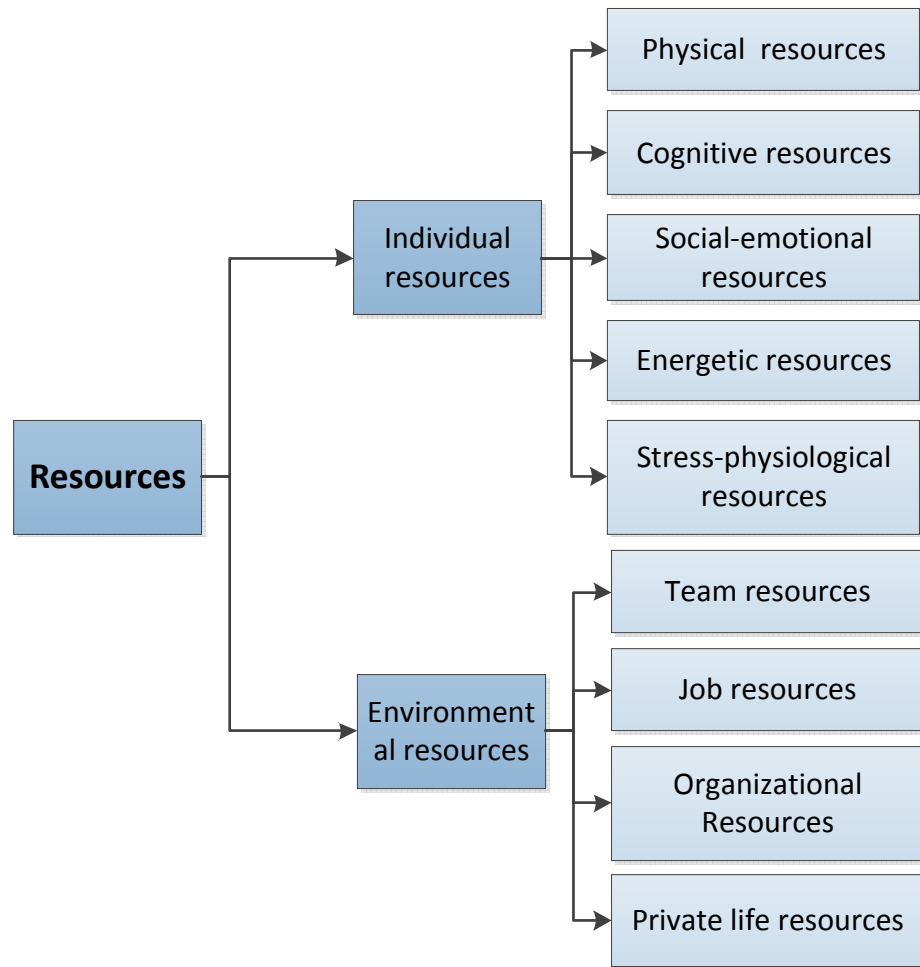 Physical resources
Cognitive resources
Individual
resources
Social-emotional
resources
Energetic resources
Resources
Stress-physiological
resources
Team resources
Job resources
Environment
al resources
Organizational
Resources
Private life resources